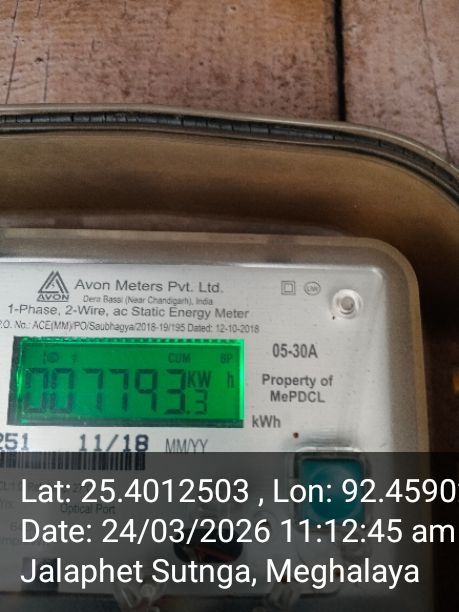 Avon Meters Pvt. Ltd.
AVON
Dera Bassi (Near Chandigarh), India
1-Phase, 2-Wire, ac Static Energy Meter
P.O. No.: ACE(MM)/PO/Saubhagya/2018-19/195 Dated: 12-10-2018
CUM
007793.3 KW h
05-30A
Property of
MePDCL
kWh
251 11/18 MM/YY
Optical Port
Lat: 25.4012503 , Lon: 92.4590
Date: 24/03/2026 11:12:45 am
Jalaphet Sutnga, Meghalaya